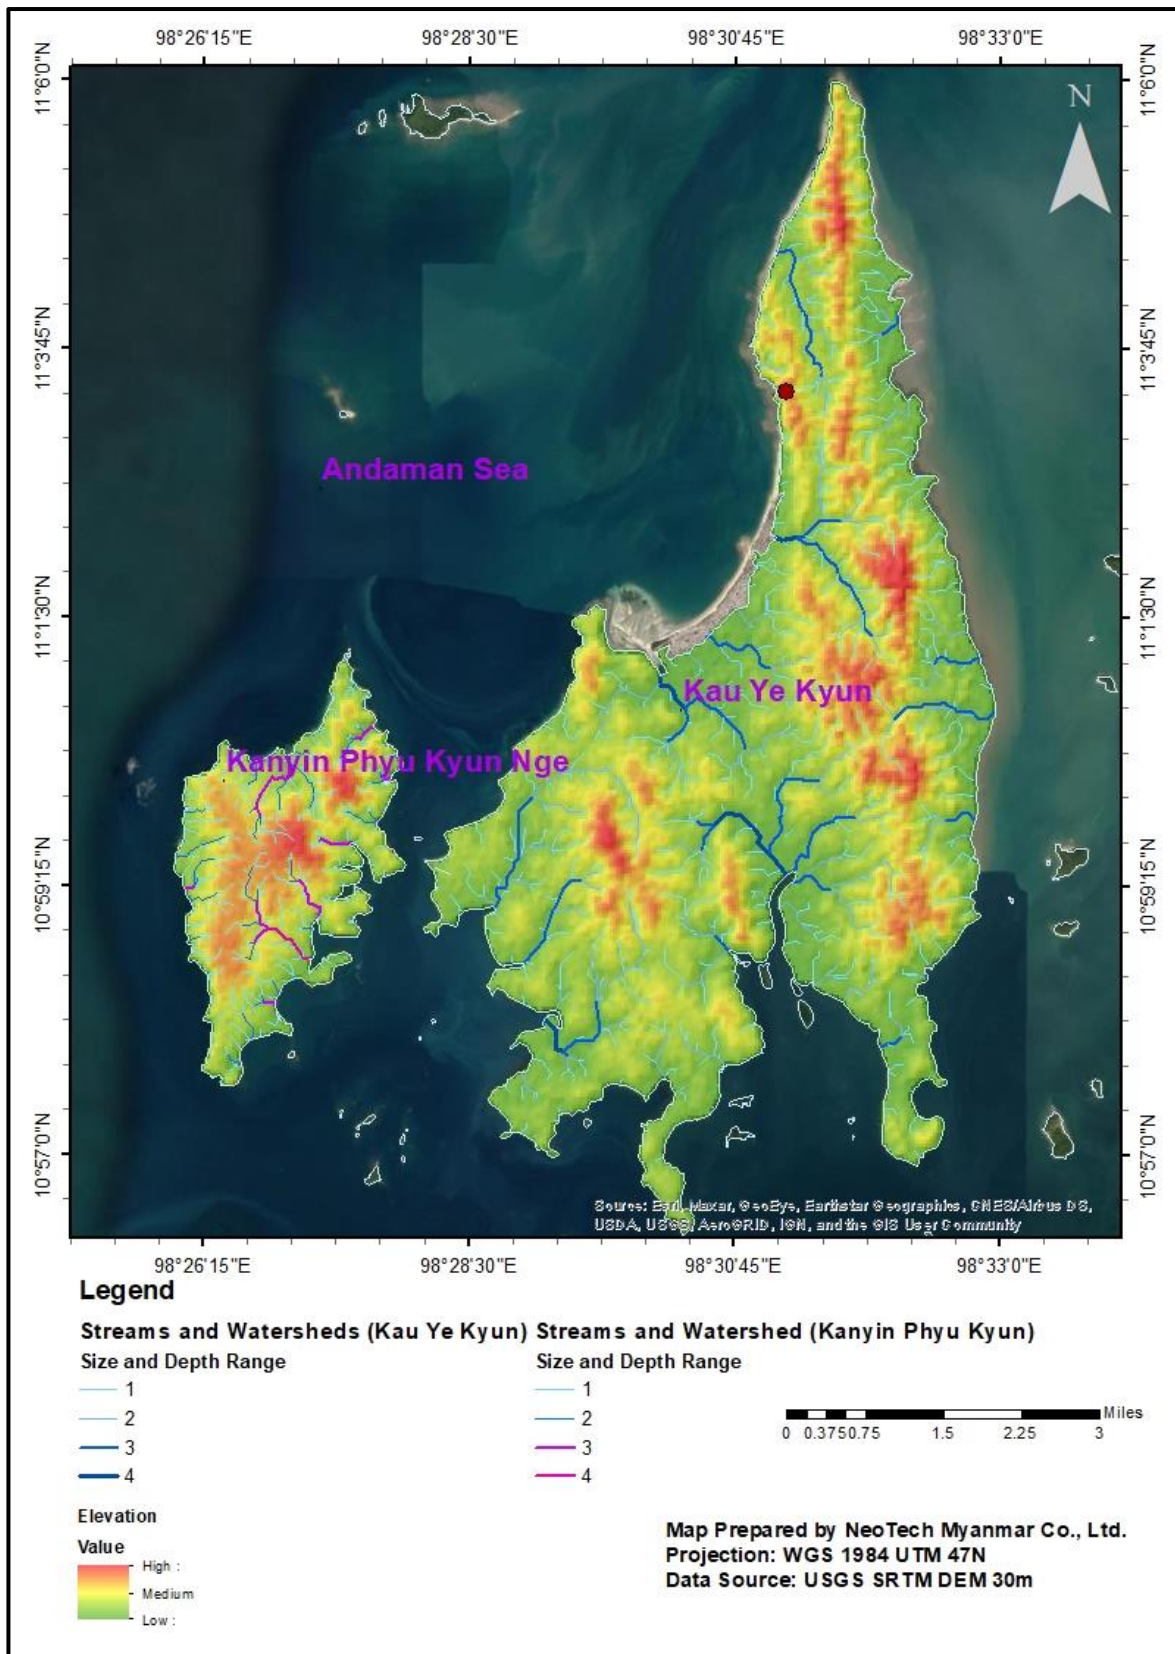 98°26'15"E 98°28'30"E 98°30'45"E 98°33'0"E
11°6'0"N 11°6'0"N
N
11°3'45"N 11°3'45"N
Andaman Sea
11°1'30"N 11°1'30"N
Kau Ye Kyun
Kanyin Phyu Kyun Nge
10°59'15"N 10°59'15"N
10°57'0"N 10°57'0"N
Source: Esri, Maxar, GeoEye, Earthstar Geographics, CNES/Airbus DS,
USDA, USGS, AeroGRID, IGN, and the GIS User Community
98°26'15"E 98°28'30"E 98°30'45"E 98°33'0"E
Legend
Streams and Watersheds (Kau Ye Kyun) Streams and Watershed (Kanyin Phyu Kyun)
Size and Depth Range Size and Depth Range
1 1
2 2
3 3
4 4
Miles
0 0.375 0.75 1.5 2.25 3
Elevation
Value
High :
Medium
Low :
Map Prepared by NeoTech Myanmar Co., Ltd.
Projection: WGS 1984 UTM 47N
Data Source: USGS SRTM DEM 30m